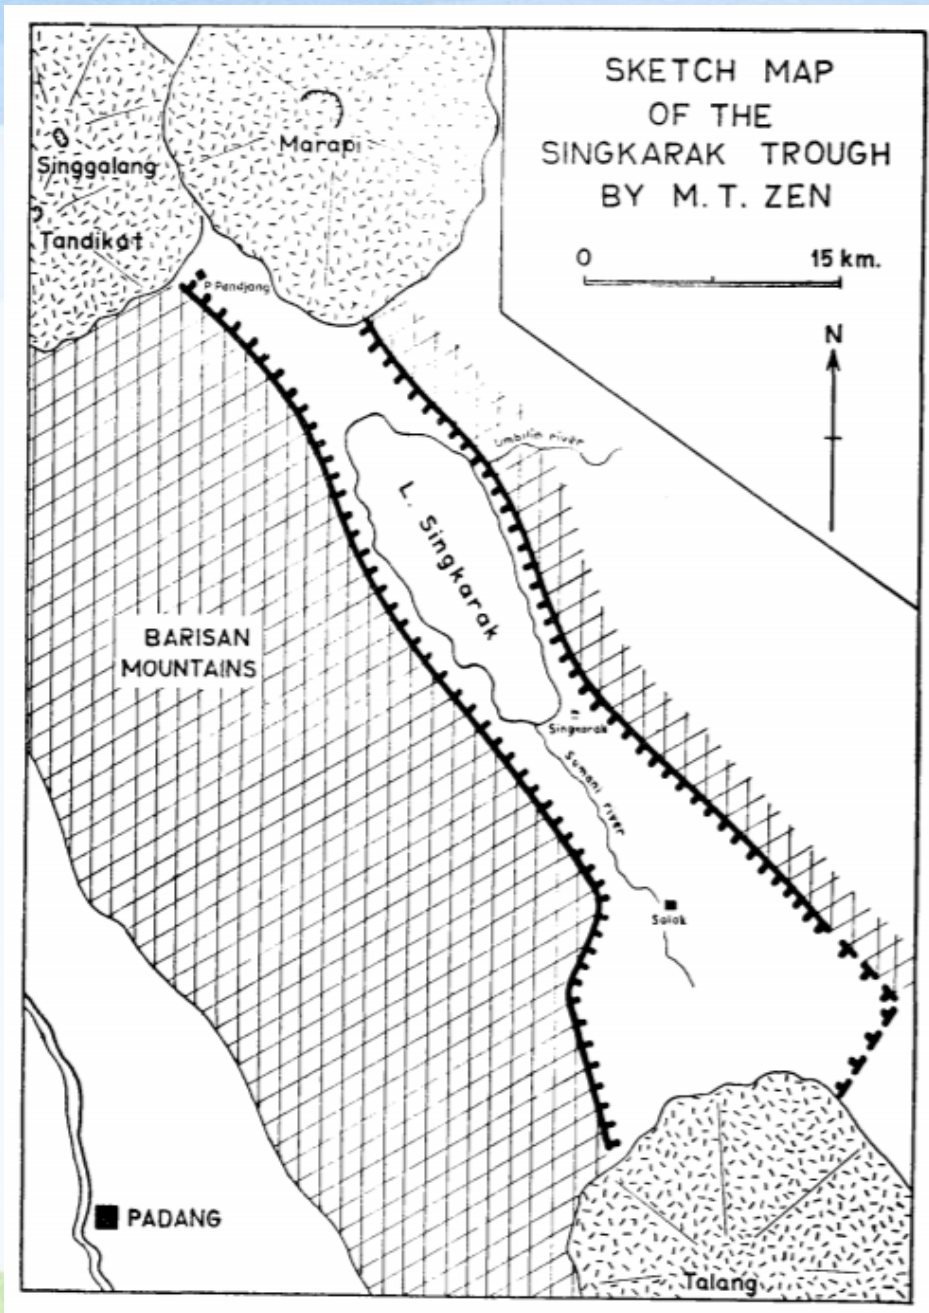 SKETCH MAP
OF THE
SINGKARAK TROUGH
BY M. T. ZEN
0 15 km.
N
Marapi
Singgalang
Tandikat
P. Pandjang
Umbilin river
L. Singkarak
BARISAN
MOUNTAINS
Singkarak
Sumani river
Solok
PADANG
Talang